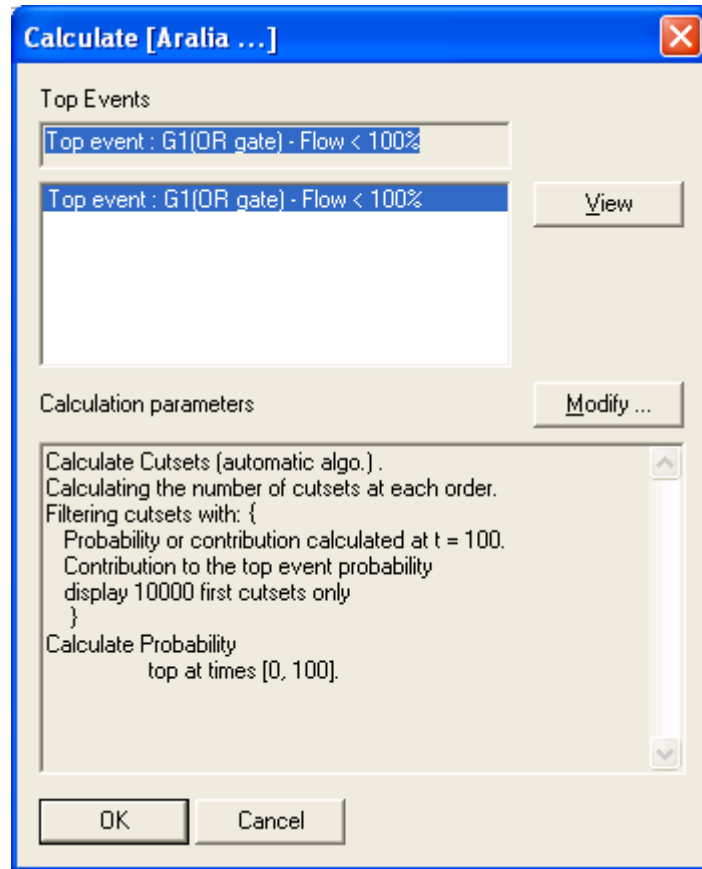 Calculate [Aralia ...]
Top Events
Top event : G1(OR gate) - Flow < 100%
Top event : G1(OR gate) - Flow < 100%
View
Calculation parameters
Modify ...
Calculate Cutsets (automatic algo.) .
Calculating the number of cutsets at each order.
Filtering cutsets with: {
Probability or contribution calculated at t = 100.
Contribution to the top event probability
display 10000 first cutsets only
}
Calculate Probability
top at times [0, 100].
OK
Cancel